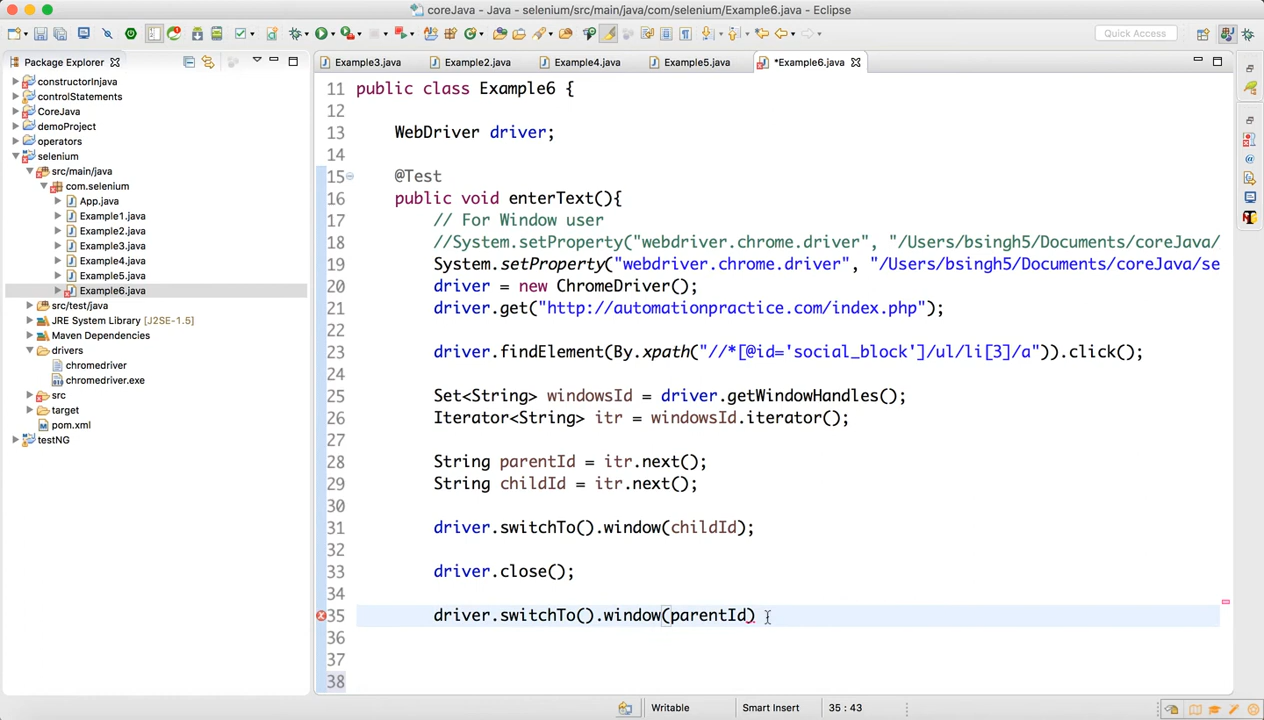 coreJava - Java - selenium/src/main/java/com/selenium/Example6.java - Eclipse
Quick Access
Package Explorer
Example3.java
Example2.java
Example4.java
Example5.java
*Example6.java
constructorInjava
controlStatements
CoreJava
demoProject
operators
selenium
src/main/java
com.selenium
App.java
Example1.java
Example2.java
Example3.java
Example4.java
Example5.java
Example6.java
src/test/java
JRE System Library [J2SE-1.5]
Maven Dependencies
drivers
chromedriver
chromedriver.exe
src
target
pom.xml
testNG
11 public class Example6 {
12
13 WebDriver driver;
14
15 @Test
16 public void enterText(){
17 // For Window user
18 //System.setProperty("webdriver.chrome.driver", "/Users/bsingh5/Documents/coreJava/
19 System.setProperty("webdriver.chrome.driver", "/Users/bsingh5/Documents/coreJava/se
20 driver = new ChromeDriver();
21 driver.get("http://automationpractice.com/index.php");
22
23 driver.findElement(By.xpath("//*[@id='social_block']/ul/li[3]/a")).click();
24
25 Set<String> windowsId = driver.getWindowHandles();
26 Iterator<String> itr = windowsId.iterator();
27
28 String parentId = itr.next();
29 String childId = itr.next();
30
31 driver.switchTo().window(childId);
32
33 driver.close();
34
35 driver.switchTo().window(parentId)
36
37
38
Writable
Smart Insert
35 : 43